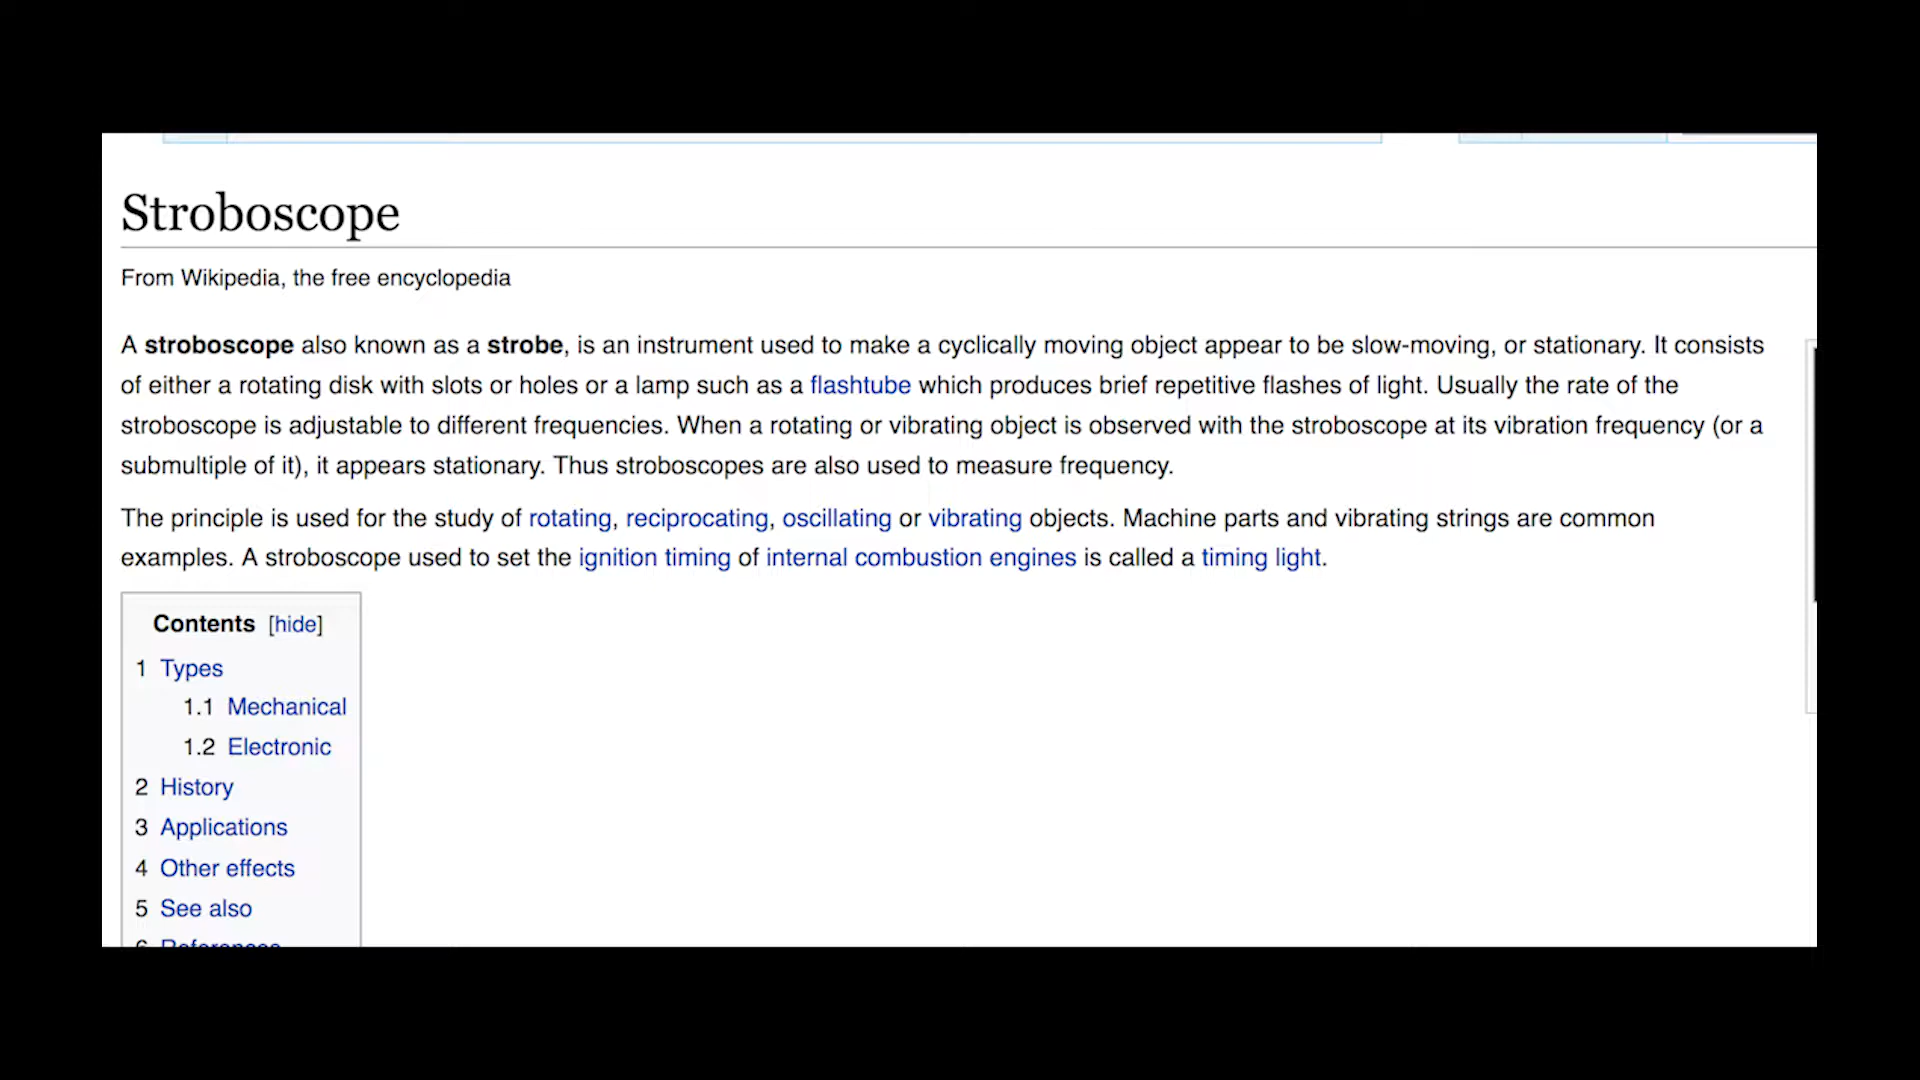 Stroboscope
From Wikipedia, the free encyclopedia
A stroboscope also known as a strobe, is an instrument used to make a cyclically moving object appear to be slow-moving, or stationary. It consists
of either a rotating disk with slots or holes or a lamp such as a flashtube which produces brief repetitive flashes of light. Usually the rate of the
stroboscope is adjustable to different frequencies. When a rotating or vibrating object is observed with the stroboscope at its vibration frequency (or a
submultiple of it), it appears stationary. Thus stroboscopes are also used to measure frequency.
The principle is used for the study of rotating, reciprocating, oscillating or vibrating objects. Machine parts and vibrating strings are common
examples. A stroboscope used to set the ignition timing of internal combustion engines is called a timing light.
Contents [hide]
1 Types
1.1 Mechanical
1.2 Electronic
2 History
3 Applications
4 Other effects
5 See also
6 References